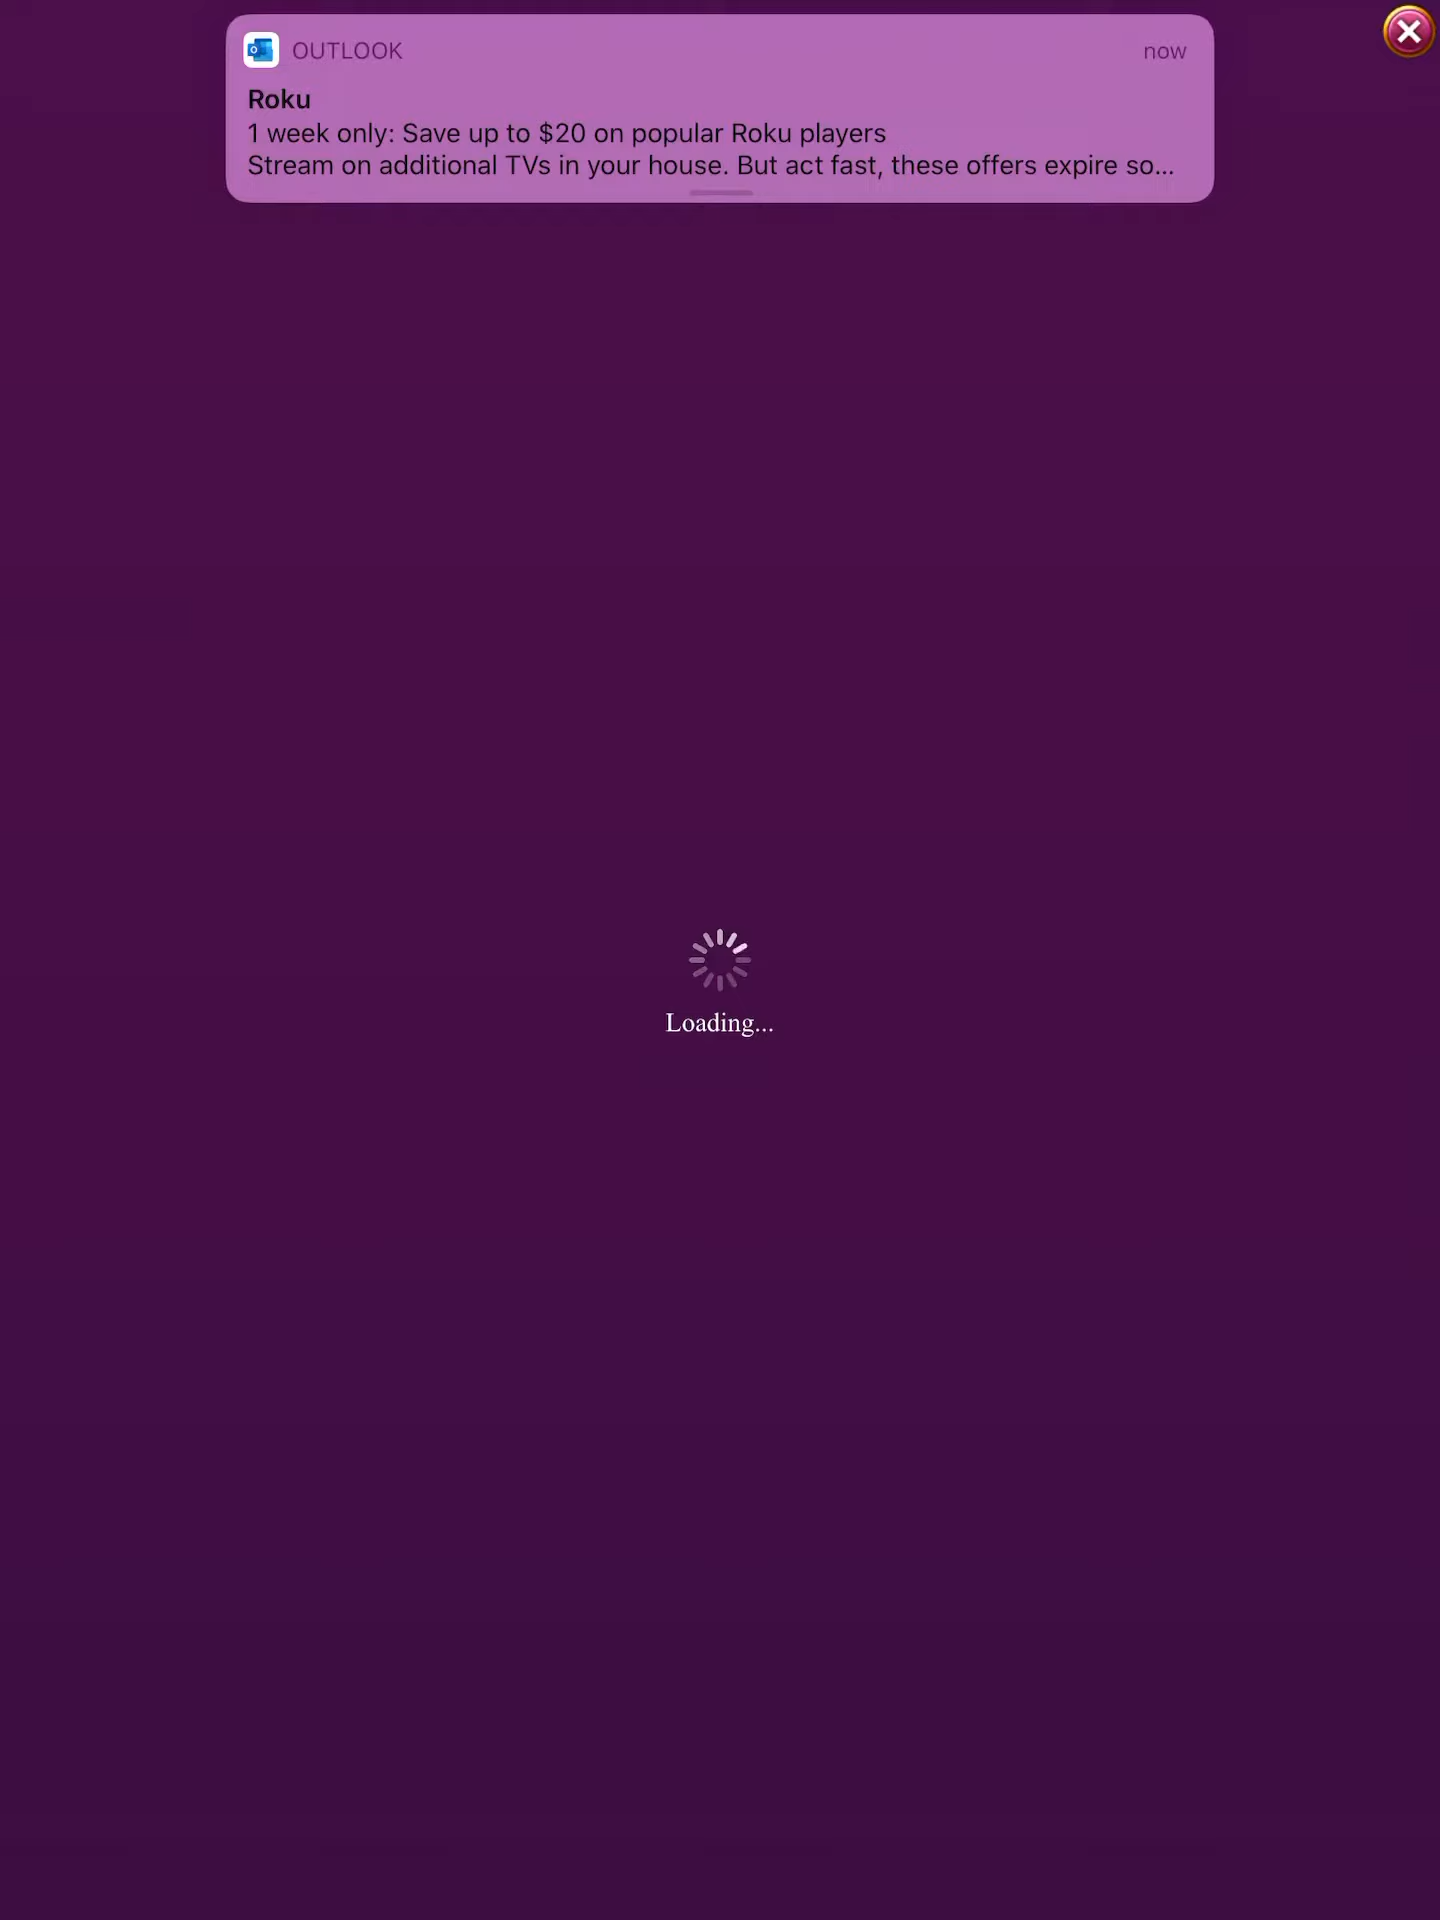 OUTLOOK
now
Roku
1 week only: Save up to $20 on popular Roku players
Stream on additional TVs in your house. But act fast, these offers expire so...
Loading...